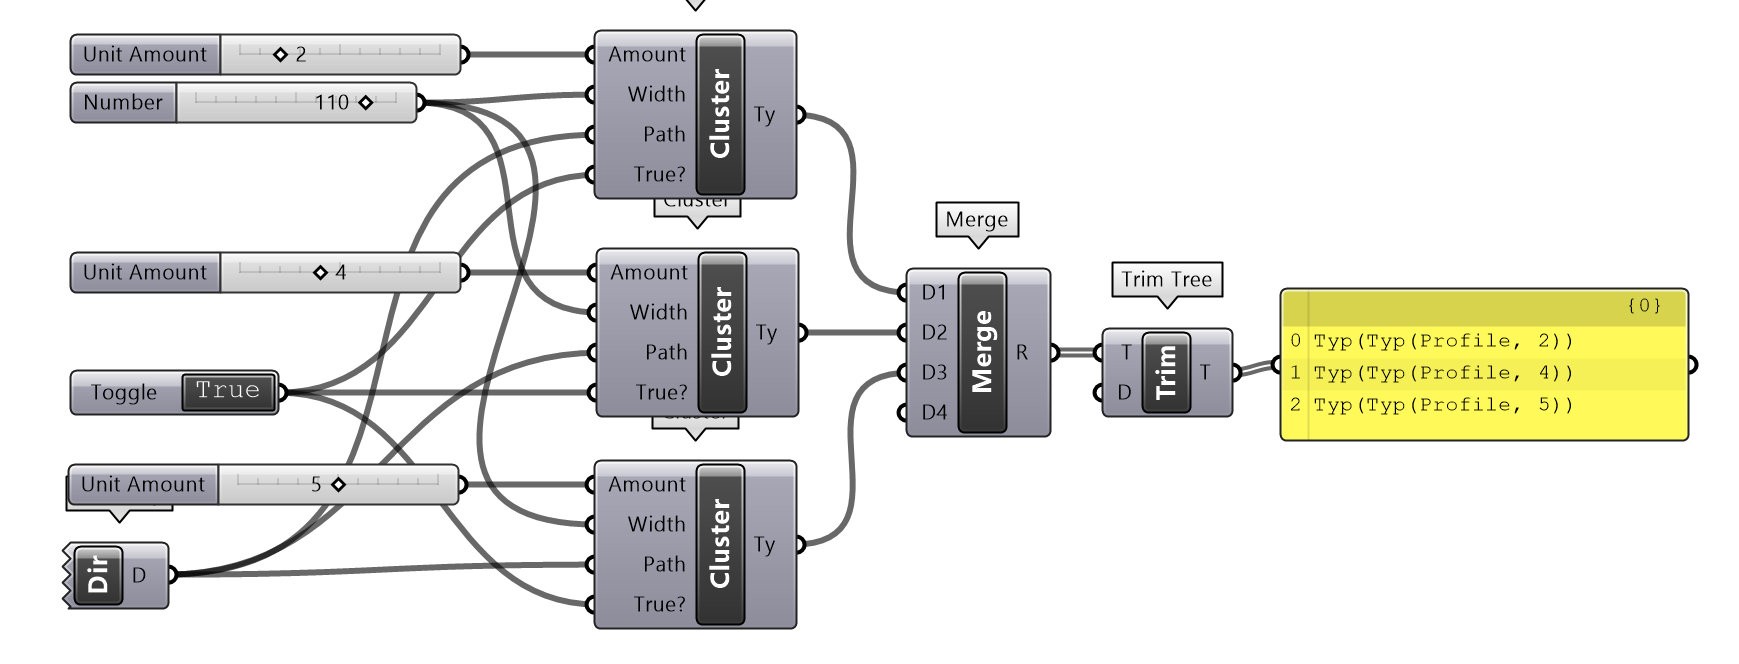 Unit Amount 2
Number 110
Amount
Width
Path
True?
Cluster
Ty
Cluster
Unit Amount 4
Amount
Width
Path
True?
Cluster
Ty
Toggle True
Cluster
Unit Amount 5
Amount
Width
Path
True?
Cluster
Ty
Dir D
Merge
D1
D2
D3
D4
Merge
R
Trim Tree
T
D
Trim
T
{0}
0 Typ(Typ(Profile, 2))
1 Typ(Typ(Profile, 4))
2 Typ(Typ(Profile, 5))